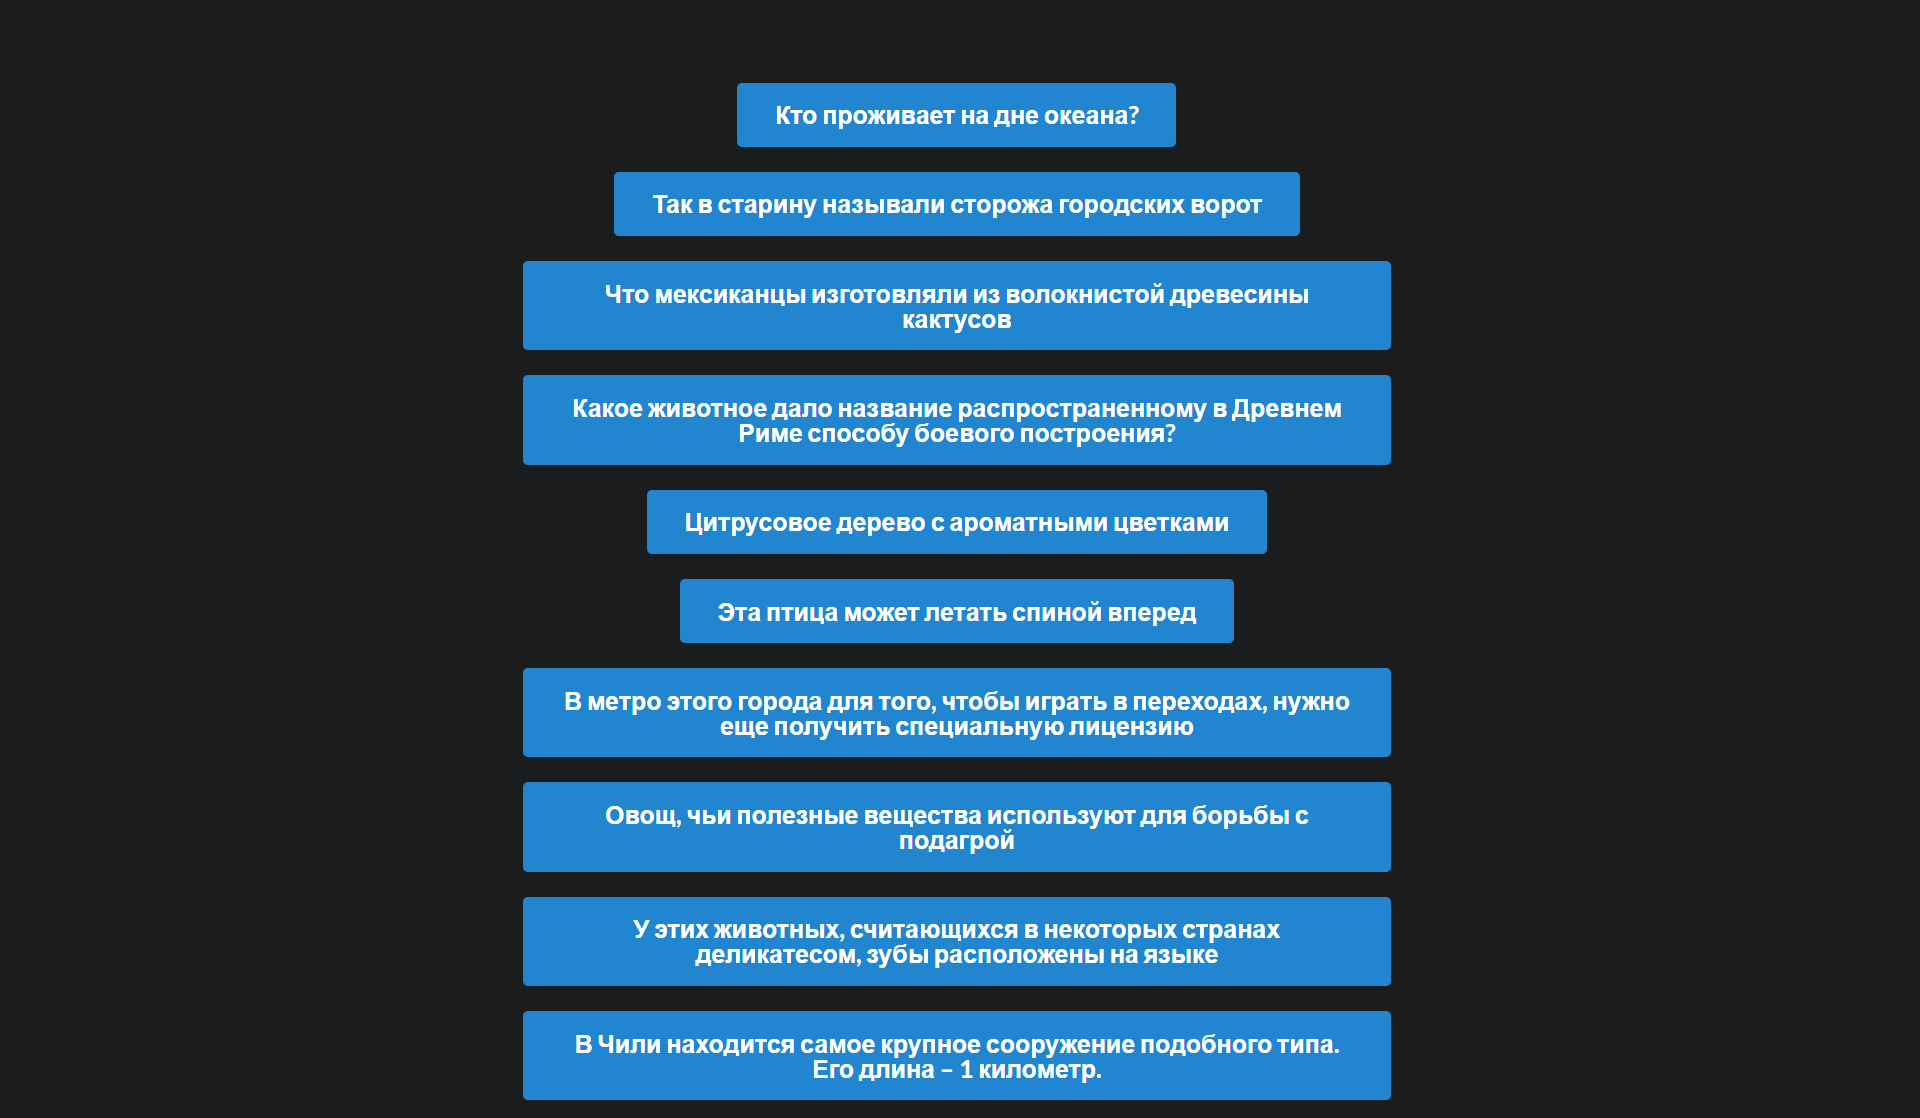 Кто проживает на дне океана?
Так в старину называли сторожа городских ворот
Что мексиканцы изготовляли из волокнистой древесины
кактусов
Какое животное дало название распространенному в Древнем
Риме способу боевого построения?
Цитрусовое дерево с ароматными цветками
Эта птица может летать спиной вперед
В метро этого города для того, чтобы играть в переходах, нужно
еще получить специальную лицензию
Овощ, чьи полезные вещества используют для борьбы с
подагрой
У этих животных, считающихся в некоторых странах
деликатесом, зубы расположены на языке
В Чили находится самое крупное сооружение подобного типа.
Его длина – 1 километр.